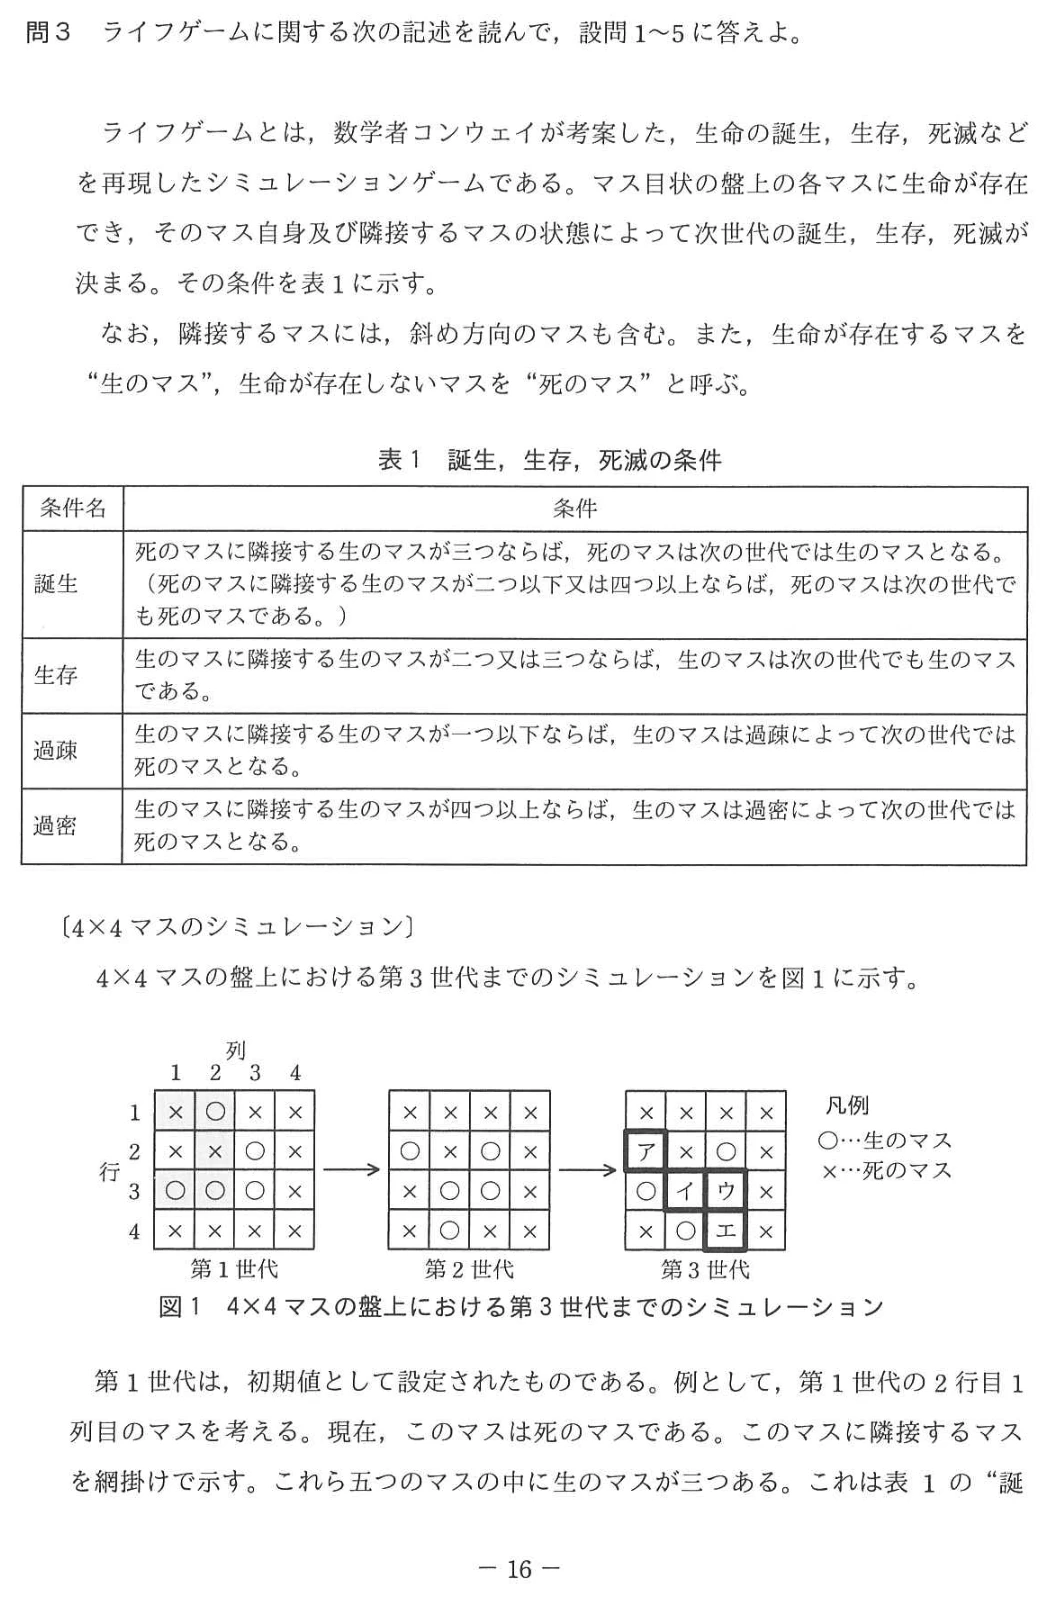 問3　ライフゲームに関する次の記述を読んで，設問1～5に答えよ。
ライフゲームとは，数学者コンウェイが考案した，生命の誕生，生存，死滅など
を再現したシミュレーションゲームである。マス目状の盤上の各マスに生命が存在
でき，そのマス自身及び隣接するマスの状態によって次世代の誕生，生存，死滅が
決まる。その条件を表1に示す。
なお，隣接するマスには，斜め方向のマスも含む。また，生命が存在するマスを
“生のマス”，生命が存在しないマスを“死のマス”と呼ぶ。
表1　誕生，生存，死滅の条件
条件名　条件
誕生
死のマスに隣接する生のマスが三つならば，死のマスは次の世代では生のマスとなる。
（死のマスに隣接する生のマスが二つ以下又は四つ以上ならば，死のマスは次の世代で
も死のマスである。）
生存
生のマスに隣接する生のマスが二つ又は三つならば，生のマスは次の世代でも生のマス
である。
過疎
生のマスに隣接する生のマスが一つ以下ならば，生のマスは過疎によって次の世代では
死のマスとなる。
過密
生のマスに隣接する生のマスが四つ以上ならば，生のマスは過密によって次の世代では
死のマスとなる。
〔4×4マスのシミュレーション〕
4×4マスの盤上における第3世代までのシミュレーションを図1に示す。
列
1 2 3 4
行
1 × ○ × ×
2 × × ○ ×
3 ○ ○ ○ ×
4 × × × ×
第1世代
× × × ×
○ × ○ ×
× ○ ○ ×
× ○ × ×
第2世代
× × × ×
ア × ○ ×
○ イ ウ ×
× ○ エ ×
第3世代
凡例
○…生のマス
×…死のマス
図1　4×4マスの盤上における第3世代までのシミュレーション
第1世代は，初期値として設定されたものである。例として，第1世代の2行目1
列目のマスを考える。現在，このマスは死のマスである。このマスに隣接するマス
を網掛けで示す。これら五つのマスの中に生のマスが三つある。これは表1の“誕
－ 16 －